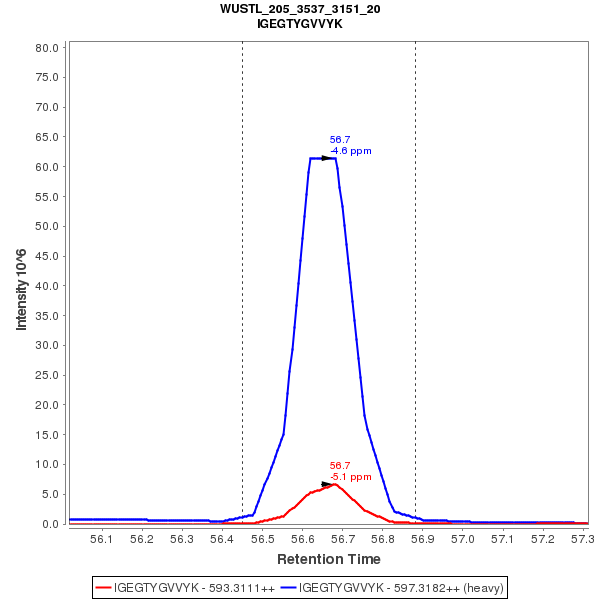 WUSTL_205_3537_3151_20
IGEGTYGVVYK
80.0
75.0
70.0
65.0
60.0
55.0
50.0
45.0
40.0
35.0
30.0
25.0
20.0
15.0
10.0
5.0
0.0
Intensity 10^6
56.7
-4.6 ppm
56.7
-5.1 ppm
56.1 56.2 56.3 56.4 56.5 56.6 56.7 56.8 56.9 57.0 57.1 57.2 57.3
Retention Time
IGEGTYGVVYK - 593.3111++ IGEGTYGVVYK - 597.3182++ (heavy)